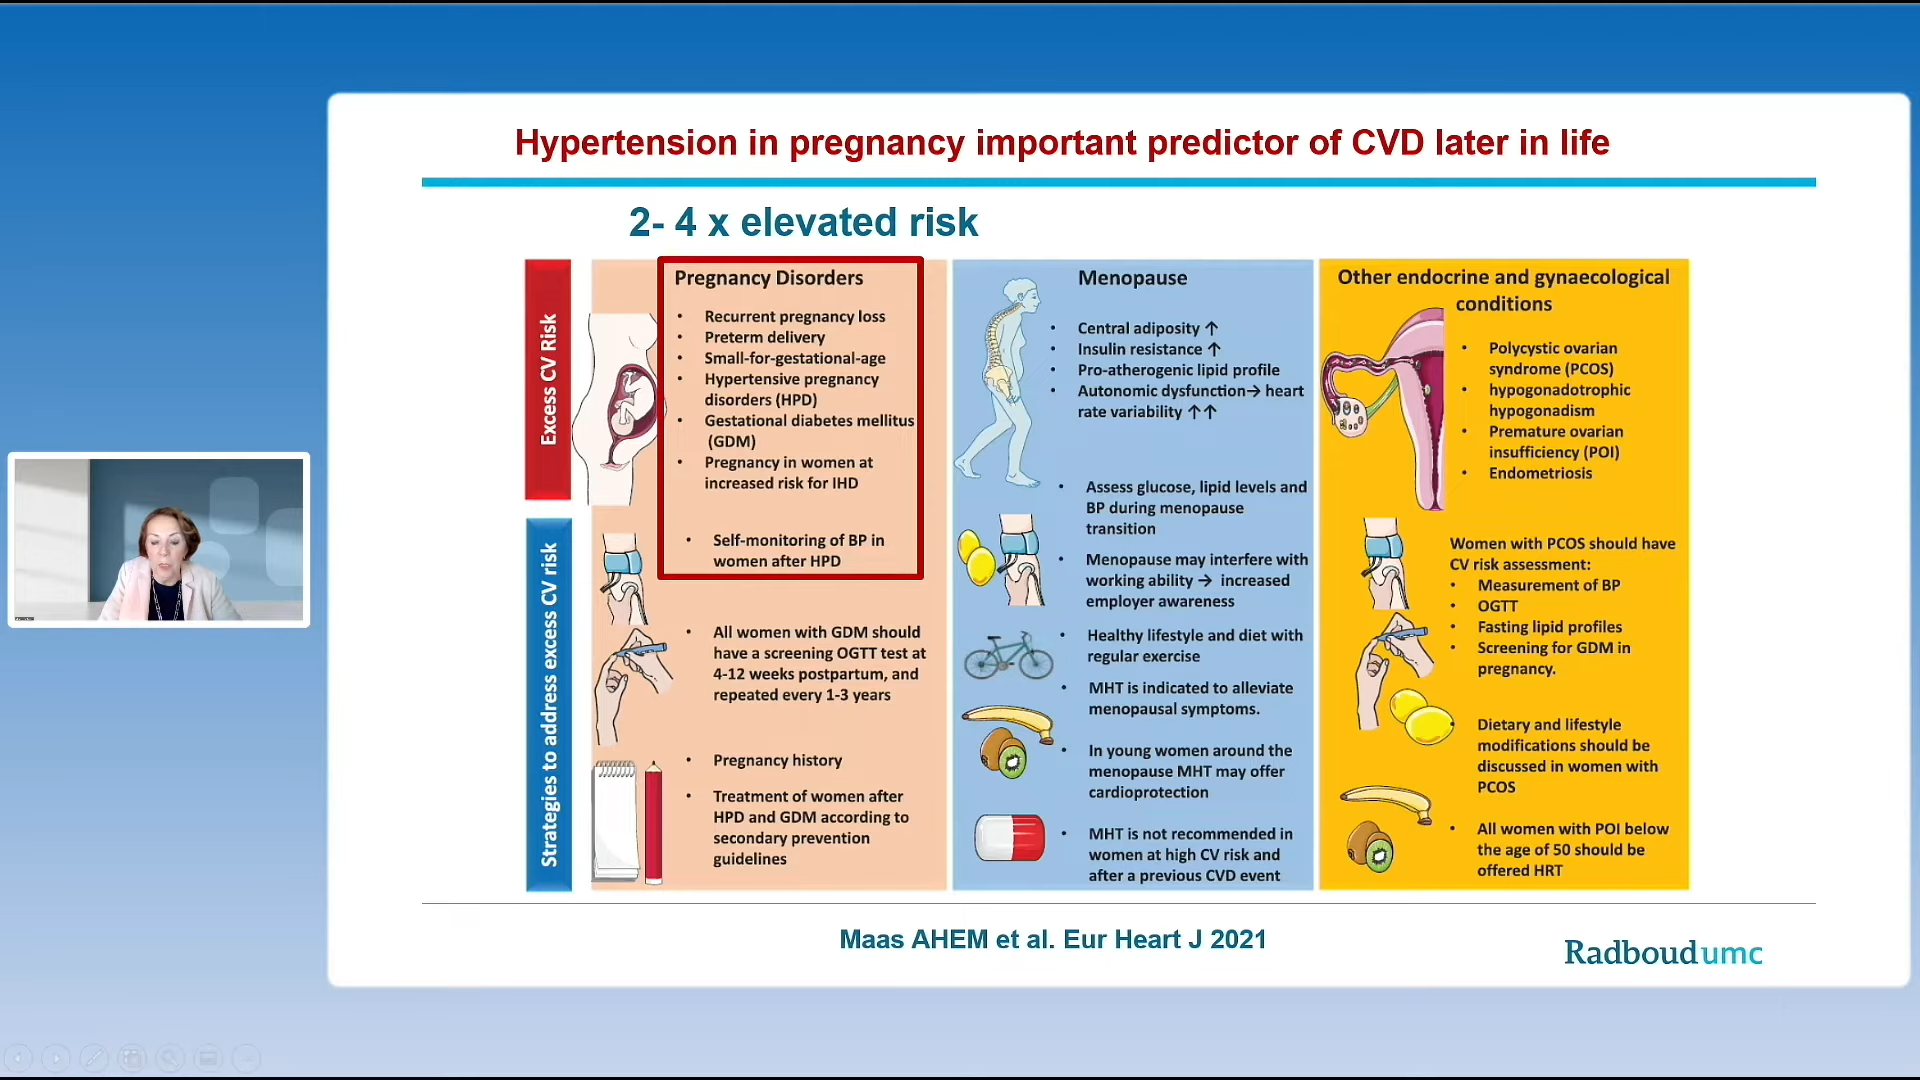 Hypertension in pregnancy important predictor of CVD later in life
2- 4 x elevated risk
Excess CV Risk
Pregnancy Disorders
• Recurrent pregnancy loss
• Preterm delivery
• Small-for-gestational-age
• Hypertensive pregnancy
disorders (HPD)
• Gestational diabetes mellitus
(GDM)
• Pregnancy in women at
increased risk for IHD
Strategies to address excess CV risk
• Self-monitoring of BP in
women after HPD
• All women with GDM should
have a screening OGTT test at
4-12 weeks postpartum, and
repeated every 1-3 years
• Pregnancy history
• Treatment of women after
HPD and GDM according to
secondary prevention
guidelines
Menopause
• Central adiposity ↑
• Insulin resistance ↑
• Pro-atherogenic lipid profile
• Autonomic dysfunction→ heart
rate variability ↑↑
• Assess glucose, lipid levels and
BP during menopause
transition
• Menopause may interfere with
working ability → increased
employer awareness
• Healthy lifestyle and diet with
regular exercise
• MHT is indicated to alleviate
menopausal symptoms.
• In young women around the
menopause MHT may offer
cardioprotection
• MHT is not recommended in
women at high CV risk and
after a previous CVD event
Other endocrine and gynaecological
conditions
• Polycystic ovarian
syndrome (PCOS)
• hypogonadotrophic
hypogonadism
• Premature ovarian
insufficiency (POI)
• Endometriosis
Women with PCOS should have
CV risk assessment:
• Measurement of BP
• OGTT
• Fasting lipid profiles
• Screening for GDM in
pregnancy.
• Dietary and lifestyle
modifications should be
discussed in women with
PCOS
• All women with POI below
the age of 50 should be
offered HRT
Maas AHEM et al. Eur Heart J 2021
Radboudumc